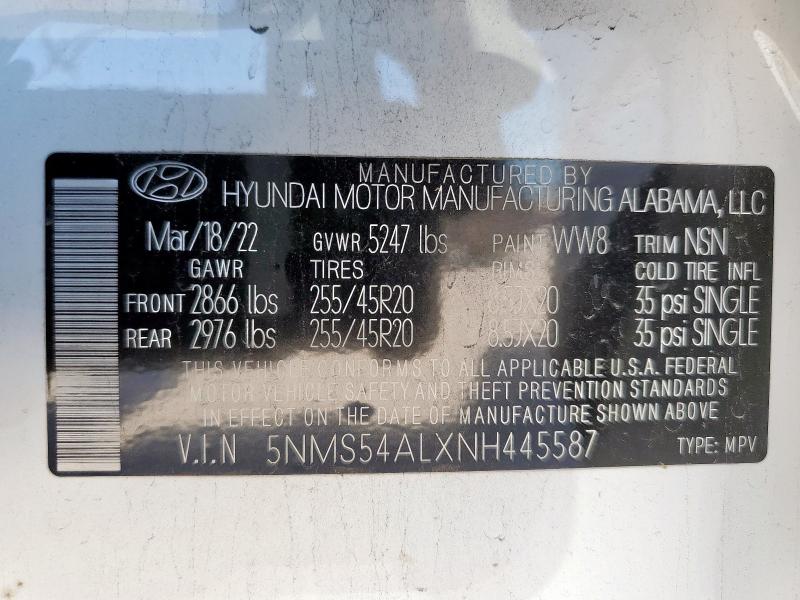 MANUFACTURED BY
HYUNDAI MOTOR MANUFACTURING ALABAMA, LLC
Mar/18/22 GVWR 5247 lbs PAINT WW8 TRIM NSN
GAWR TIRES RIMS COLD TIRE INFL
FRONT 2866 lbs 255/45R20 8.5JX20 35 psi SINGLE
REAR 2976 lbs 255/45R20 8.5JX20 35 psi SINGLE
THIS VEHICLE CONFORMS TO ALL APPLICABLE U.S.A. FEDERAL
MOTOR VEHICLE SAFETY AND THEFT PREVENTION STANDARDS
IN EFFECT ON THE DATE OF MANUFACTURE SHOWN ABOVE
V.I.N 5NMS54ALXNH445587 TYPE: MPV